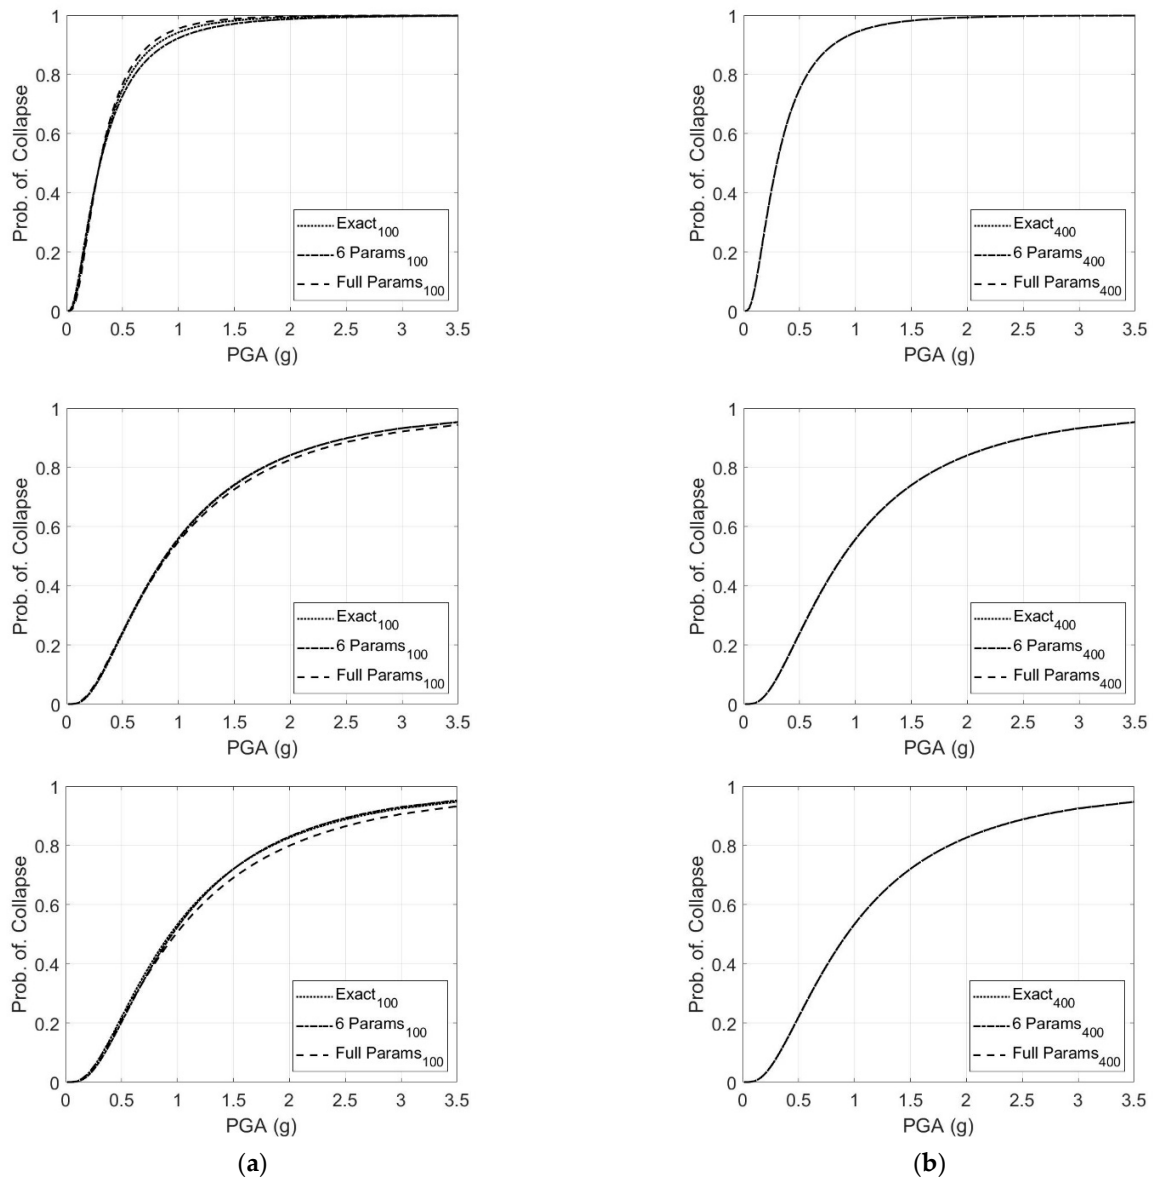 1
0.8
0.6
0.4
0.2
0
Prob. of. Collapse
Exact100
6 Params100
Full Params100
0 0.5 1 1.5 2 2.5 3 3.5
PGA (g)
1
0.8
0.6
0.4
0.2
0
Prob. of. Collapse
Exact400
6 Params400
Full Params400
0 0.5 1 1.5 2 2.5 3 3.5
PGA (g)
1
0.8
0.6
0.4
0.2
0
Prob. of. Collapse
Exact100
6 Params100
Full Params100
0 0.5 1 1.5 2 2.5 3 3.5
PGA (g)
1
0.8
0.6
0.4
0.2
0
Prob. of. Collapse
Exact400
6 Params400
Full Params400
0 0.5 1 1.5 2 2.5 3 3.5
PGA (g)
1
0.8
0.6
0.4
0.2
0
Prob. of. Collapse
Exact100
6 Params100
Full Params100
0 0.5 1 1.5 2 2.5 3 3.5
PGA (g)
1
0.8
0.6
0.4
0.2
0
Prob. of. Collapse
Exact400
6 Params400
Full Params400
0 0.5 1 1.5 2 2.5 3 3.5
PGA (g)
(a)
(b)